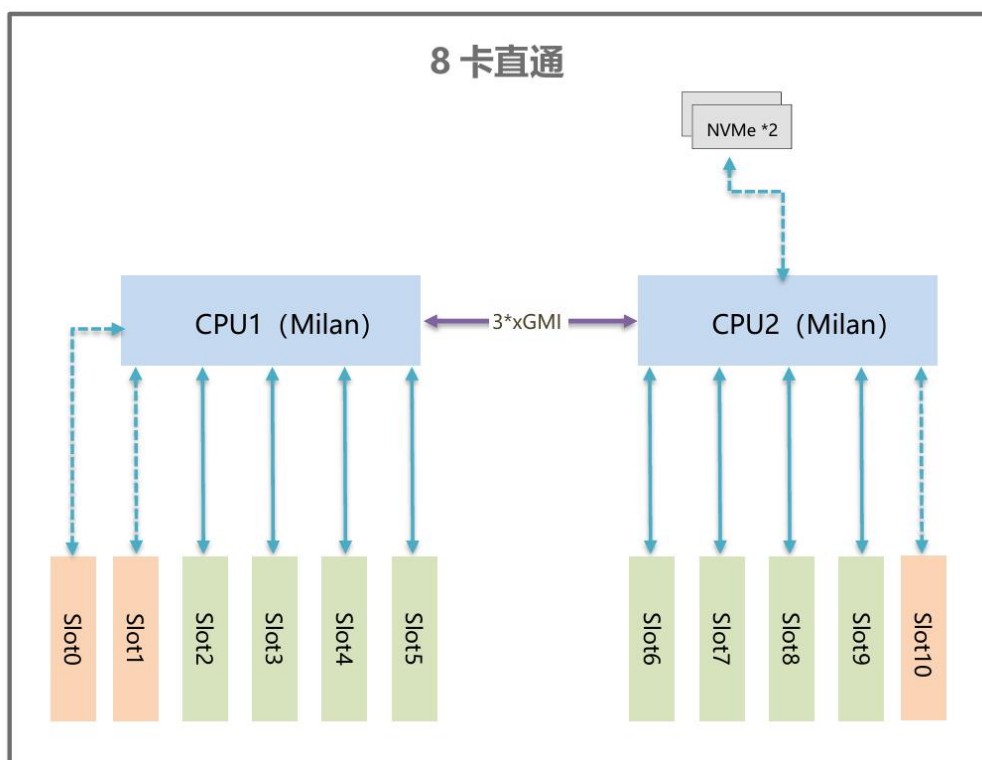 8 卡直通
NVMe *2
CPU1（Milan）
3*xGMI
CPU2（Milan）
Slot0
Slot1
Slot2
Slot3
Slot4
Slot5
Slot6
Slot7
Slot8
Slot9
Slot10